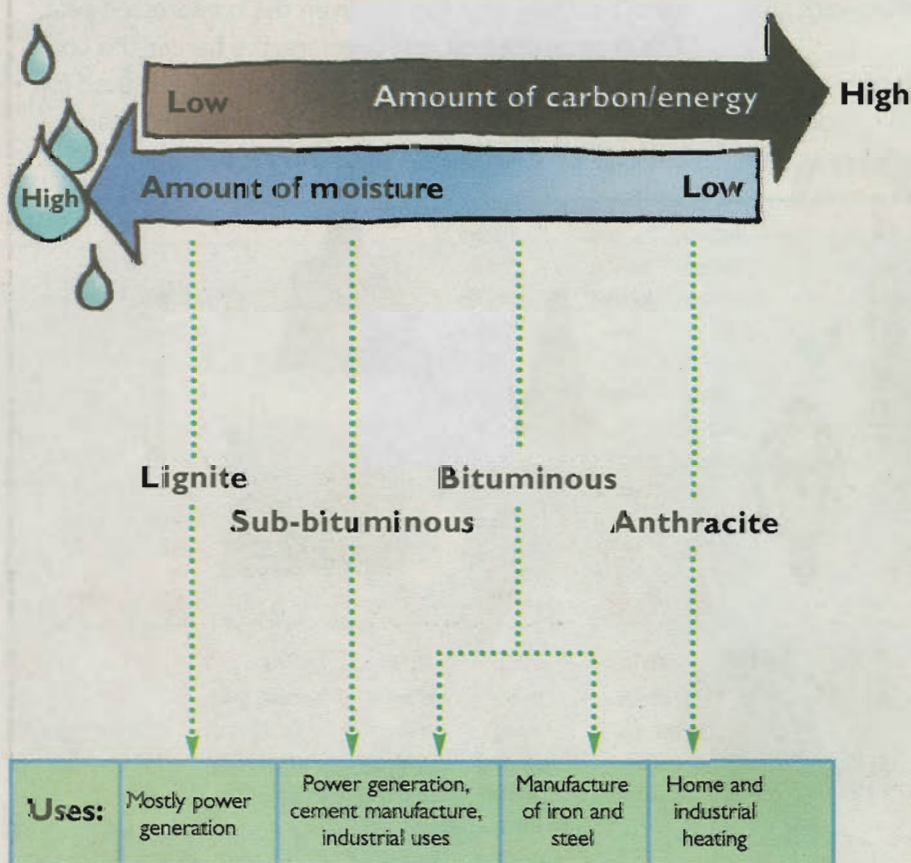 Low Amount of carbon/energy High
High Amount of moisture Low
Lignite Bituminous
Sub-bituminous Anthracite
Uses:
Mostly power
generation
Power generation,
cement manufacture,
industrial uses
Manufacture
of iron and
steel
Home and
industrial
heating